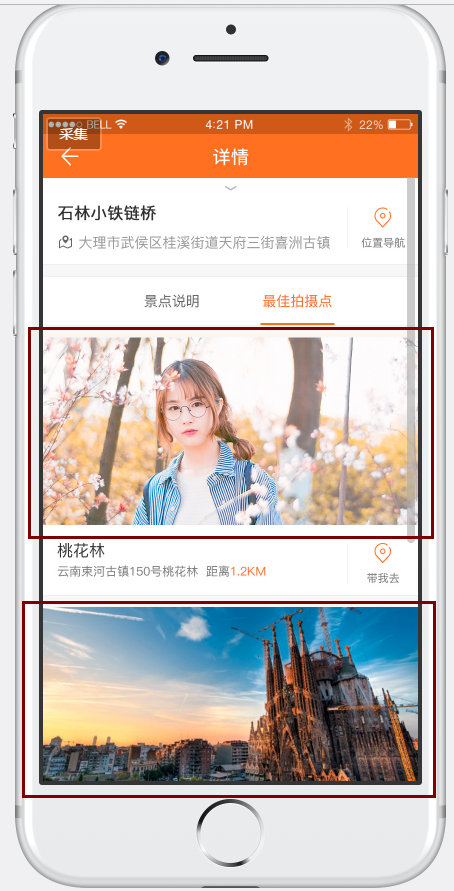 BELL 4:21 PM 22%
采集
详情
石林小铁链桥
大理市武侯区桂溪街道天府三街喜洲古镇
位置导航
景点说明 最佳拍摄点
桃花林
云南束河古镇150号桃花林 距离1.2KM
带我去